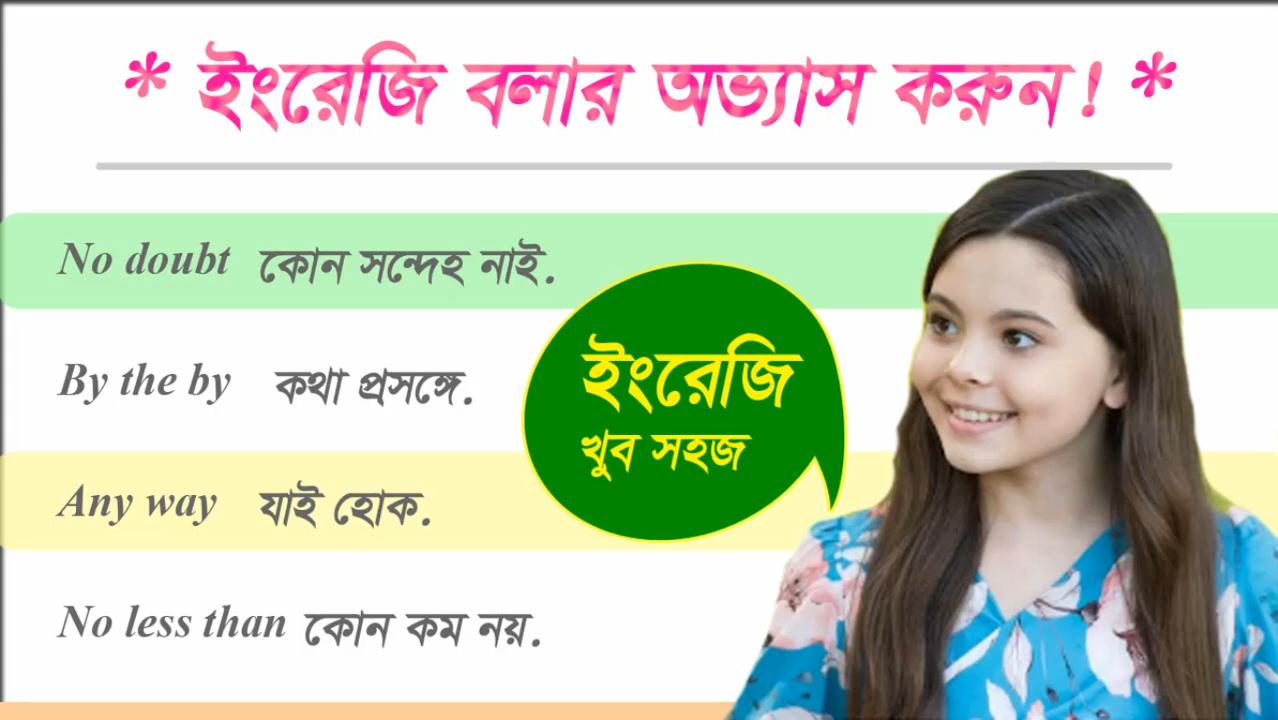 * ইংরেজি বলার অভ্যাস করুন! *
No doubt কোন সন্দেহ নাই.
By the by কথা প্রসঙ্গে.
ইংরেজি
খুব সহজ
Any way যাই হোক.
No less than কোন কম নয়.